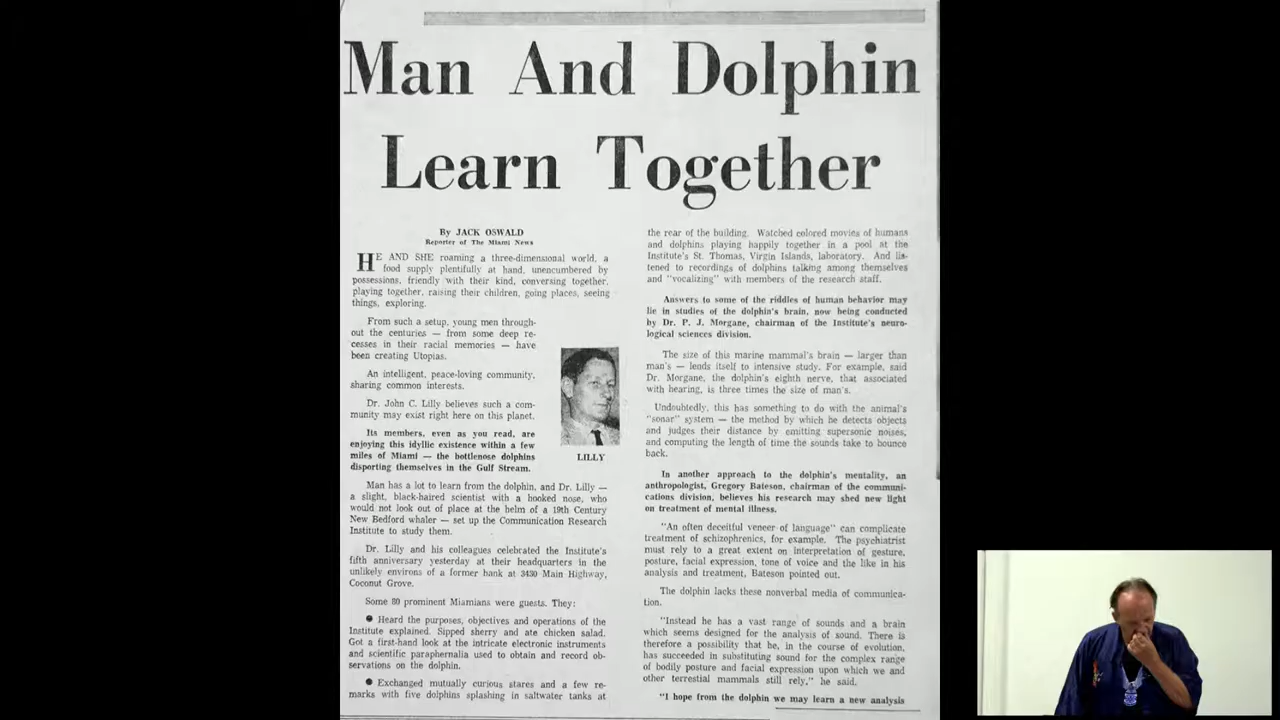 Man And Dolphin
Learn Together
By JACK OSWALD
Reporter of The Miami News
HE AND SHE roaming a three-dimensional world, a
food supply plentifully at hand, unencumbered by
possessions, friendly with their kind, conversing together,
playing together, raising their children, going places, seeing
things, exploring.
From such a setup, young men through-
out the centuries — from some deep re-
cesses in their racial memories — have
been creating Utopias.
An intelligent, peace-loving community,
sharing common interests.
Dr. John C. Lilly believes such a com-
munity may exist right here on this planet.
Its members, even as you read, are
enjoying this idyllic existence within a few
miles of Miami — the bottlenose dolphins
disporting themselves in the Gulf Stream.
LILLY
Man has a lot to learn from the dolphin, and Dr. Lilly —
a slight, black-haired scientist with a hooked nose, who
would not look out of place at the helm of a 19th Century
New Bedford whaler — set up the Communication Research
Institute to study them.
Dr. Lilly and his colleagues celebrated the Institute's
fifth anniversary yesterday at their headquarters in the
unlikely environs of a former bank at 3430 Main Highway,
Coconut Grove.
Some 80 prominent Miamians were guests. They:
● Heard the purposes, objectives and operations of the
Institute explained. Sipped sherry and ate chicken salad.
Got a first-hand look at the intricate electronic instruments
and scientific paraphernalia used to obtain and record ob-
servations on the dolphin.
● Exchanged mutually curious stares and a few re-
marks with five dolphins splashing in saltwater tanks at
the rear of the building. Watched colored movies of humans
and dolphins playing happily together in a pool at the
Institute's St. Thomas, Virgin Islands, laboratory. And lis-
tened to recordings of dolphins talking among themselves
and "vocalizing" with members of the research staff.
Answers to some of the riddles of human behavior may
lie in studies of the dolphin's brain, now being conducted
by Dr. P. J. Morgane, chairman of the Institute's neuro-
logical sciences division.
The size of this marine mammal's brain — larger than
man's — lends itself to intensive study. For example, said
Dr. Morgane, the dolphin's eighth nerve, that associated
with hearing, is three times the size of man's.
Undoubtedly, this has something to do with the animal's
"sonar" system — the method by which he detects objects
and judges their distance by emitting supersonic noises,
and computing the length of time the sounds take to bounce
back.
In another approach to the dolphin's mentality, an
anthropologist, Gregory Bateson, chairman of the communi-
cations division, believes his research may shed new light
on treatment of mental illness.
"An often deceitful veneer of language" can complicate
treatment of schizophrenics, for example. The psychiatrist
must rely to a great extent on interpretation of gesture,
posture, facial expression, tone of voice and the like in his
analysis and treatment, Bateson pointed out.
The dolphin lacks these nonverbal media of communica-
tion.
"Instead he has a vast range of sounds and a brain
which seems designed for the analysis of sound. There is
therefore a possibility that he, in the course of evolution,
has succeeded in substituting sound for the complex range
of bodily posture and facial expression upon which we and
other terrestial mammals still rely," he said.
"I hope from the dolphin we may learn a new analysis